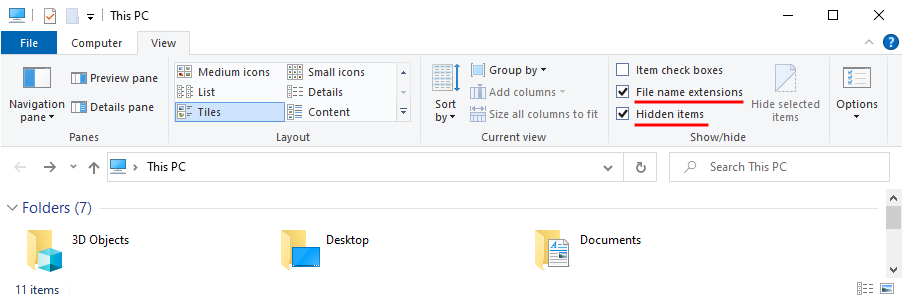 This PC
File Computer View
Navigation pane
Preview pane
Details pane
Panes
Medium icons Small icons
List Details
Tiles Content
Layout
Sort by
Group by
Add columns
Size all columns to fit
Current view
Item check boxes
File name extensions
Hidden items
Hide selected items
Show/hide
Options
This PC
Search This PC
Folders (7)
3D Objects Desktop Documents
11 items